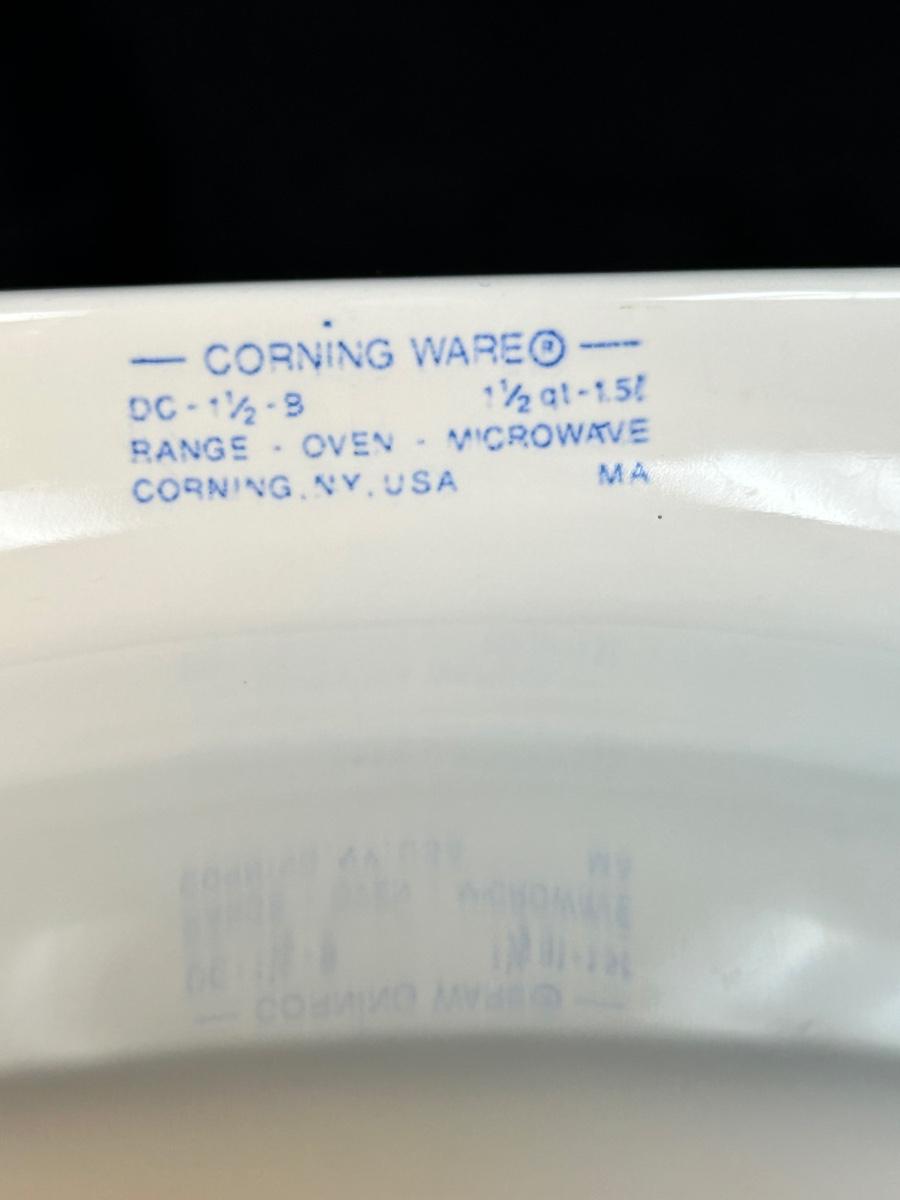 — CORNING WARE® —
DC - 1½ - B 1½ qt - 1.5ℓ
RANGE - OVEN - MICROWAVE
CORNING, NY, USA MA